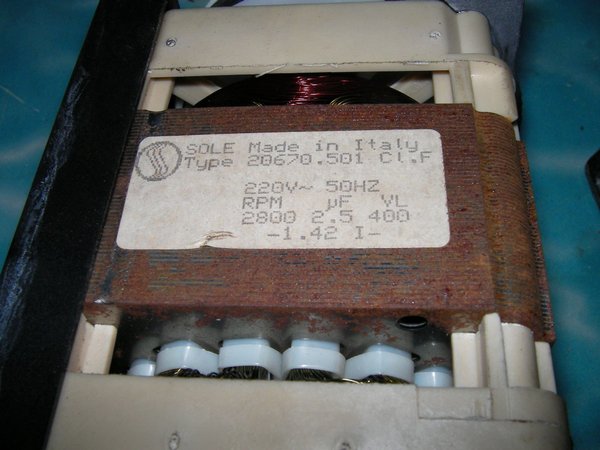 SOLE Made in Italy
Type 20670.501 Cl.F
220V~ 50HZ
RPM µF VL
2800 2.5 400
-1.42 I-